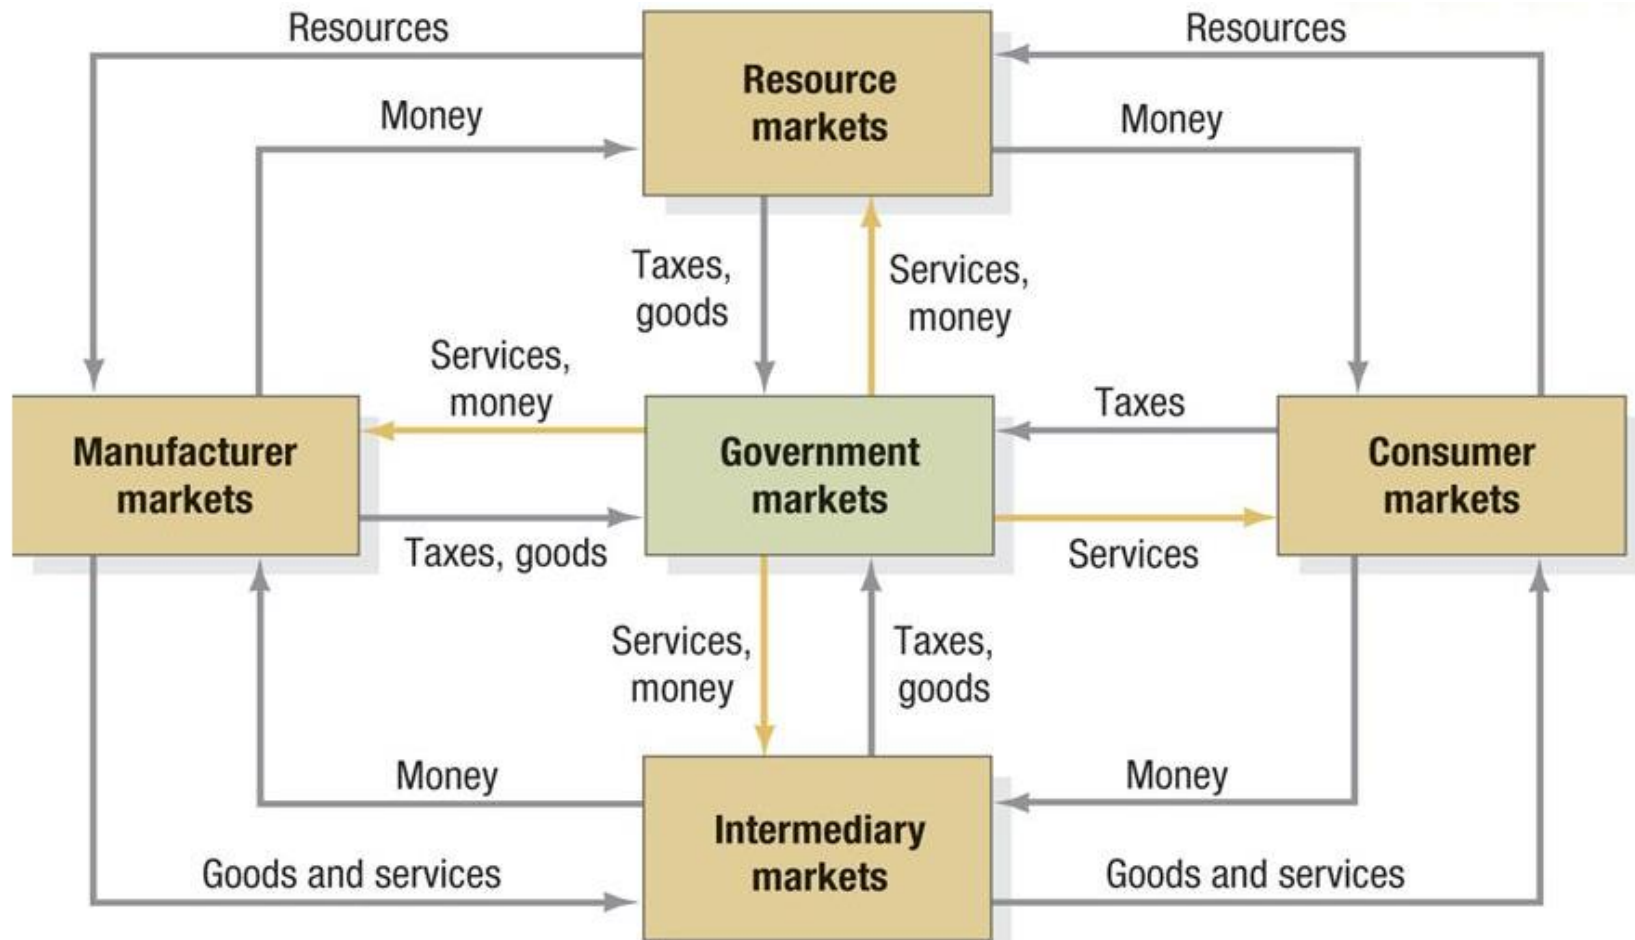 Resources
Resources
Resource
markets
Money
Money
Taxes,
goods
Services,
money
Services,
money
Taxes
Manufacturer
markets
Government
markets
Consumer
markets
Taxes, goods
Services
Services,
money
Taxes,
goods
Money
Money
Intermediary
markets
Goods and services
Goods and services